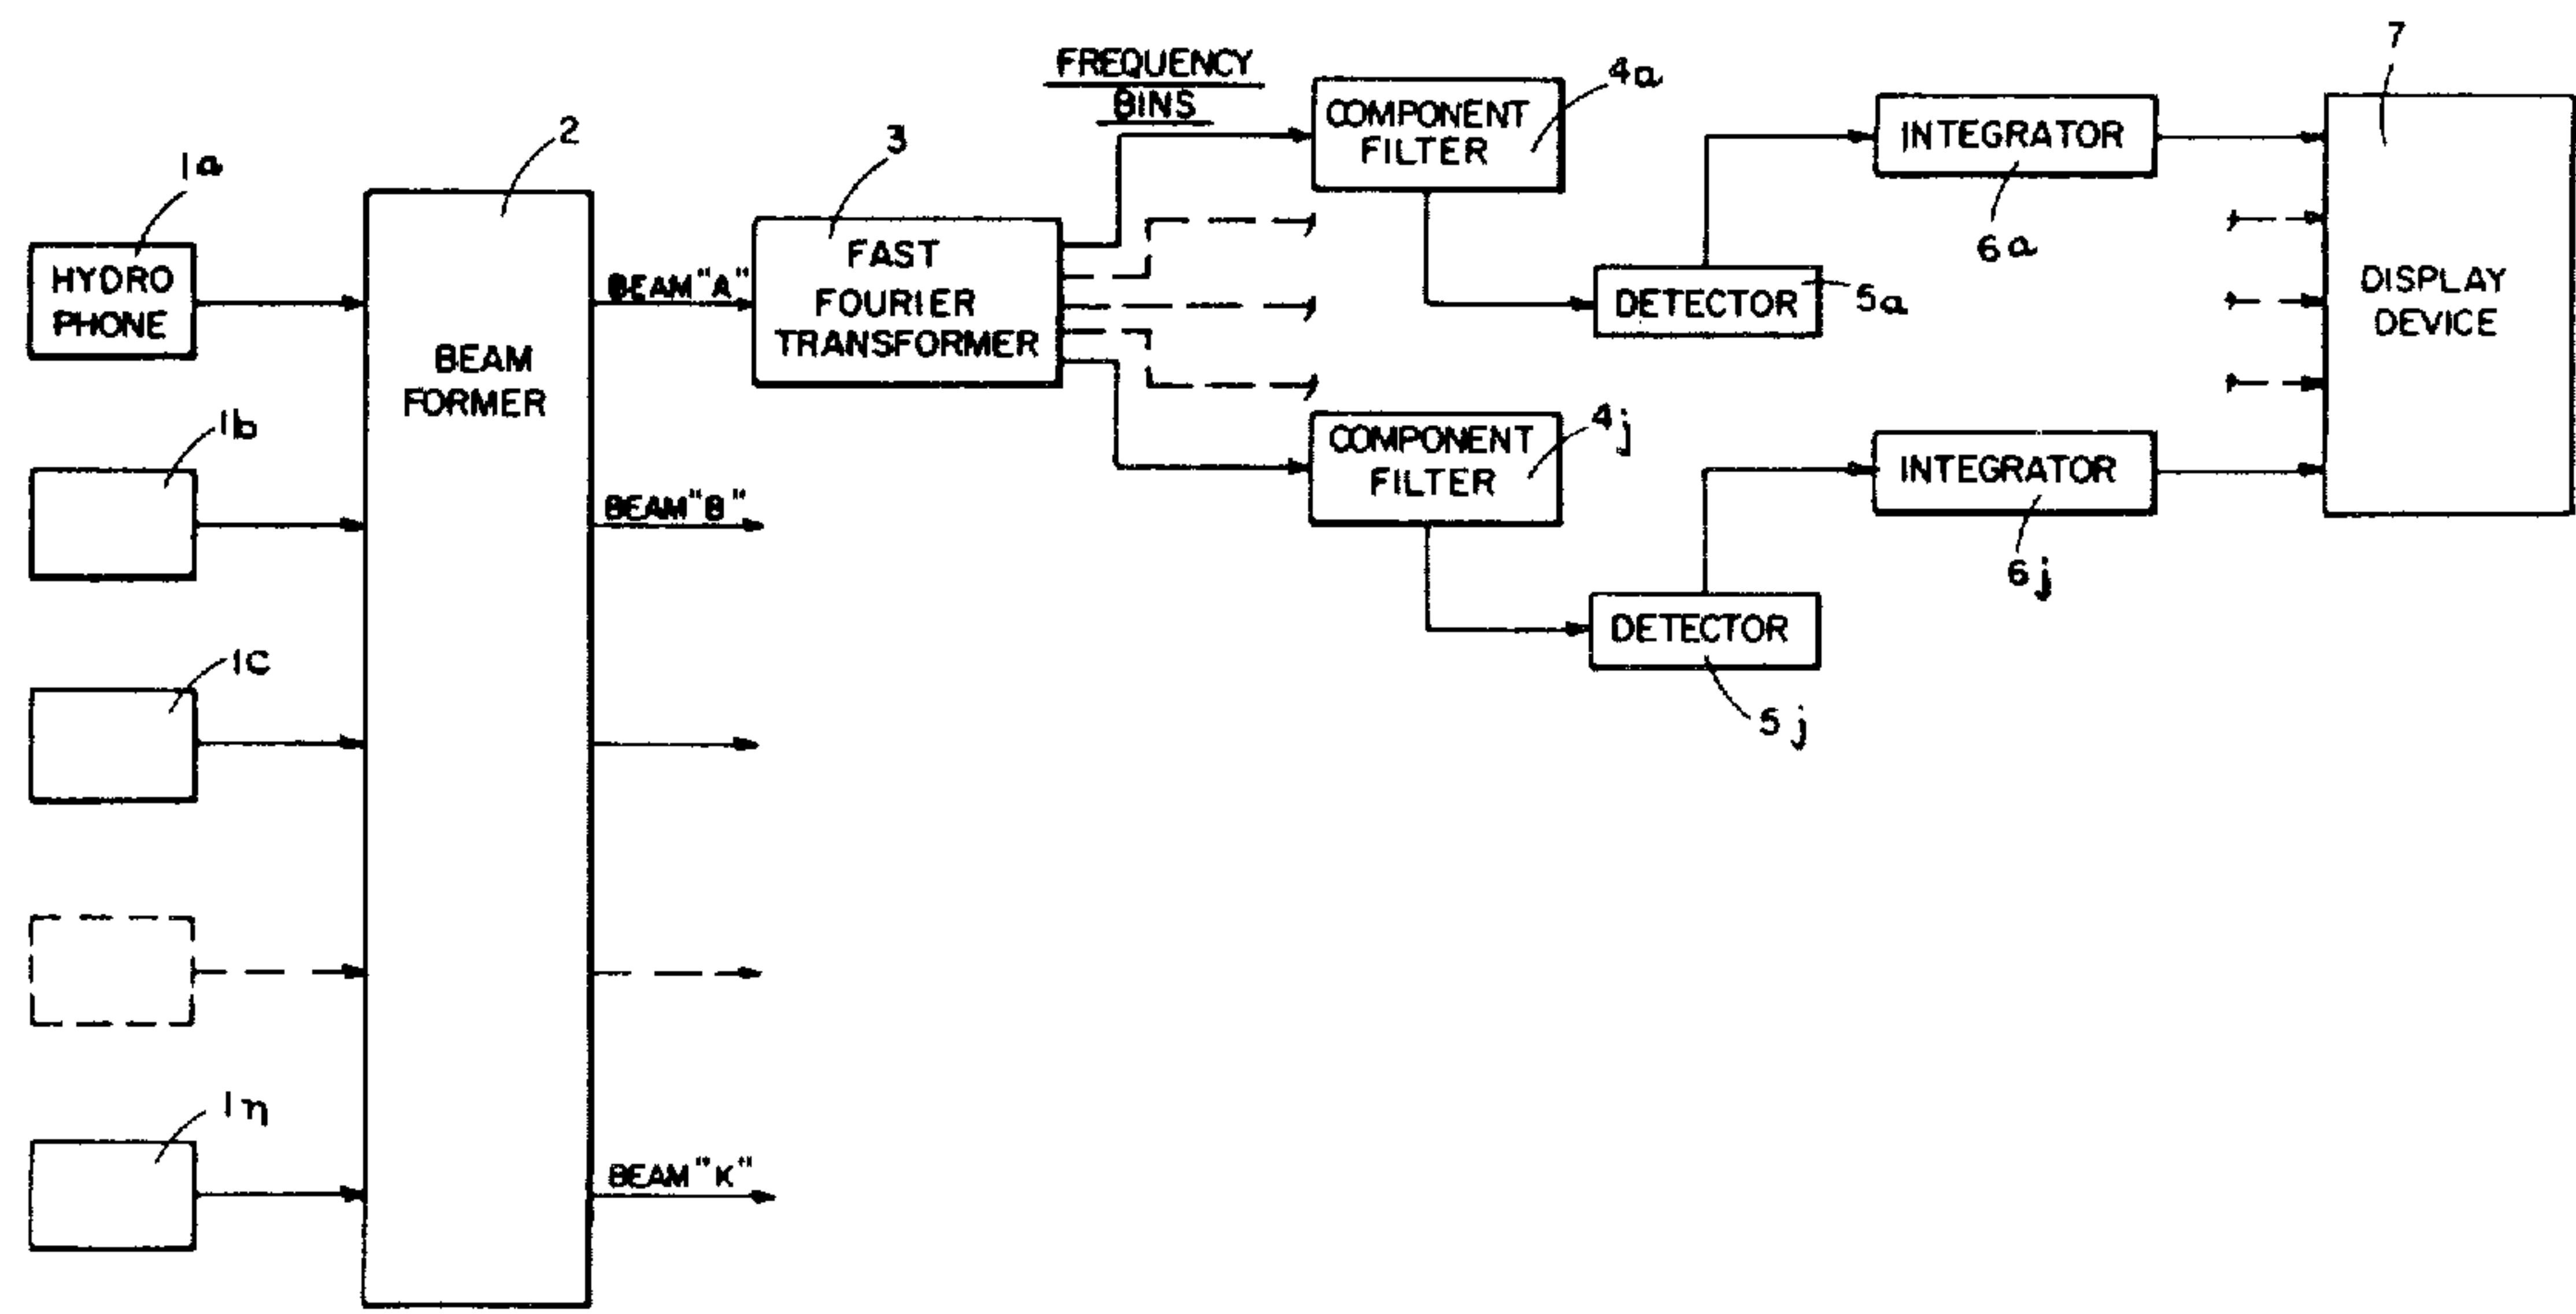 1a
HYDRO
PHONE
1b
1c
1η
2
BEAM
FORMER
BEAM "A"
BEAM "B"
BEAM "K"
3
FAST
FOURIER
TRANSFORMER
FREQUENCY
BINS
COMPONENT
FILTER
4a
DETECTOR
5a
INTEGRATOR
6a
COMPONENT
FILTER
4j
DETECTOR
5j
INTEGRATOR
6j
7
DISPLAY
DEVICE